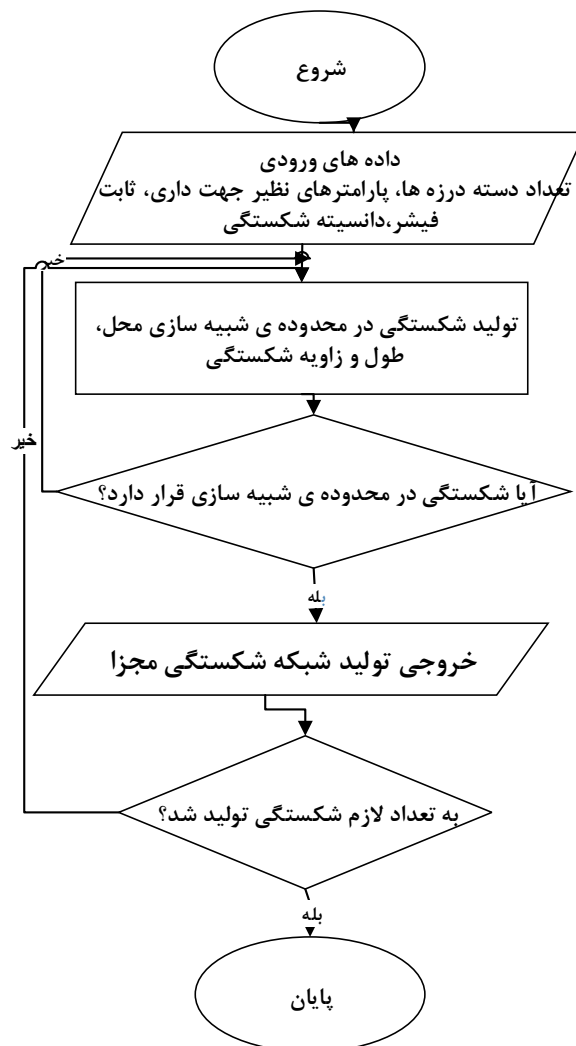 شروع
داده های ورودی
تعداد دسته درزه ها، پارامترهای نظیر جهت داری، ثابت
فیشر،دانسیته شکستگی
خیر
تولید شکستگی در محدوده ی شبیه سازی محل،
طول و زاویه شکستگی
خیر
آیا شکستگی در محدوده ی شبیه سازی قرار دارد؟
بله
خروجی تولید شبکه شکستگی مجزا
به تعداد لازم شکستگی تولید شد؟
بله
پایان